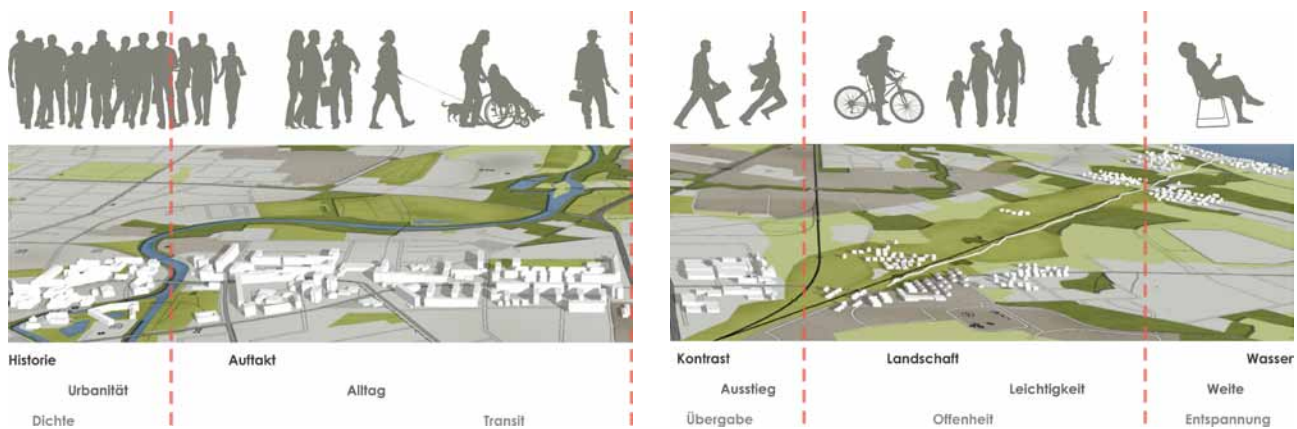 Historie Auftakt Kontrast Landschaft Wasser
Urbanität Alltag Ausstieg Leichtigkeit Weite
Dichte Transit Übergabe Offenheit Entspannung